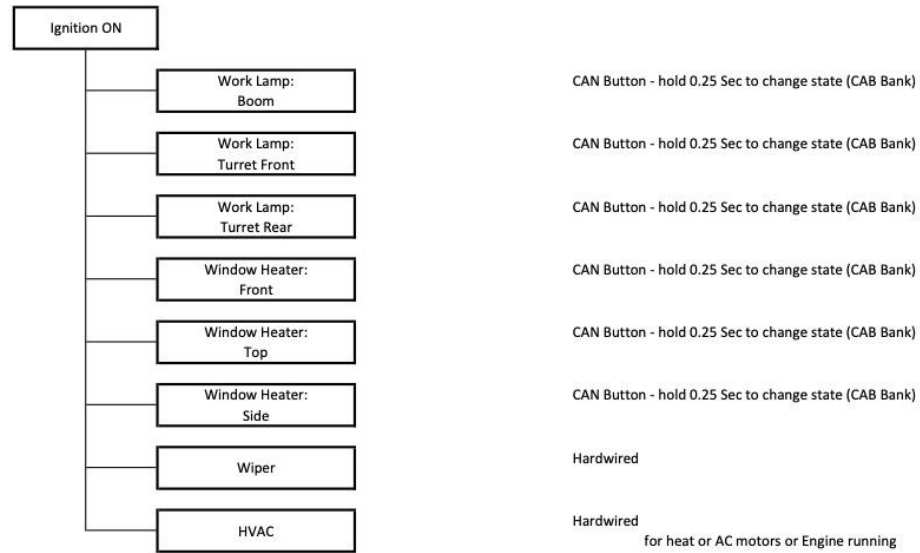 Ignition ON
Work Lamp:
Boom
CAN Button - hold 0.25 Sec to change state (CAB Bank)
Work Lamp:
Turret Front
CAN Button - hold 0.25 Sec to change state (CAB Bank)
Work Lamp:
Turret Rear
CAN Button - hold 0.25 Sec to change state (CAB Bank)
Window Heater:
Front
CAN Button - hold 0.25 Sec to change state (CAB Bank)
Window Heater:
Top
CAN Button - hold 0.25 Sec to change state (CAB Bank)
Window Heater:
Side
CAN Button - hold 0.25 Sec to change state (CAB Bank)
Wiper
Hardwired
HVAC
Hardwired
for heat or AC motors or Engine running